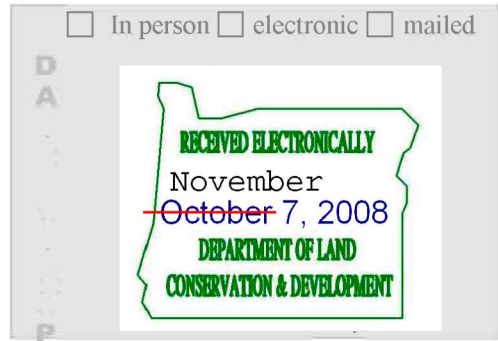 ☐ In person ☐ electronic ☐ mailed
D
A
RECEIVED ELECTRONICALLY
November
~~October~~ 7, 2008
DEPARTMENT OF LAND
CONSERVATION & DEVELOPMENT
P